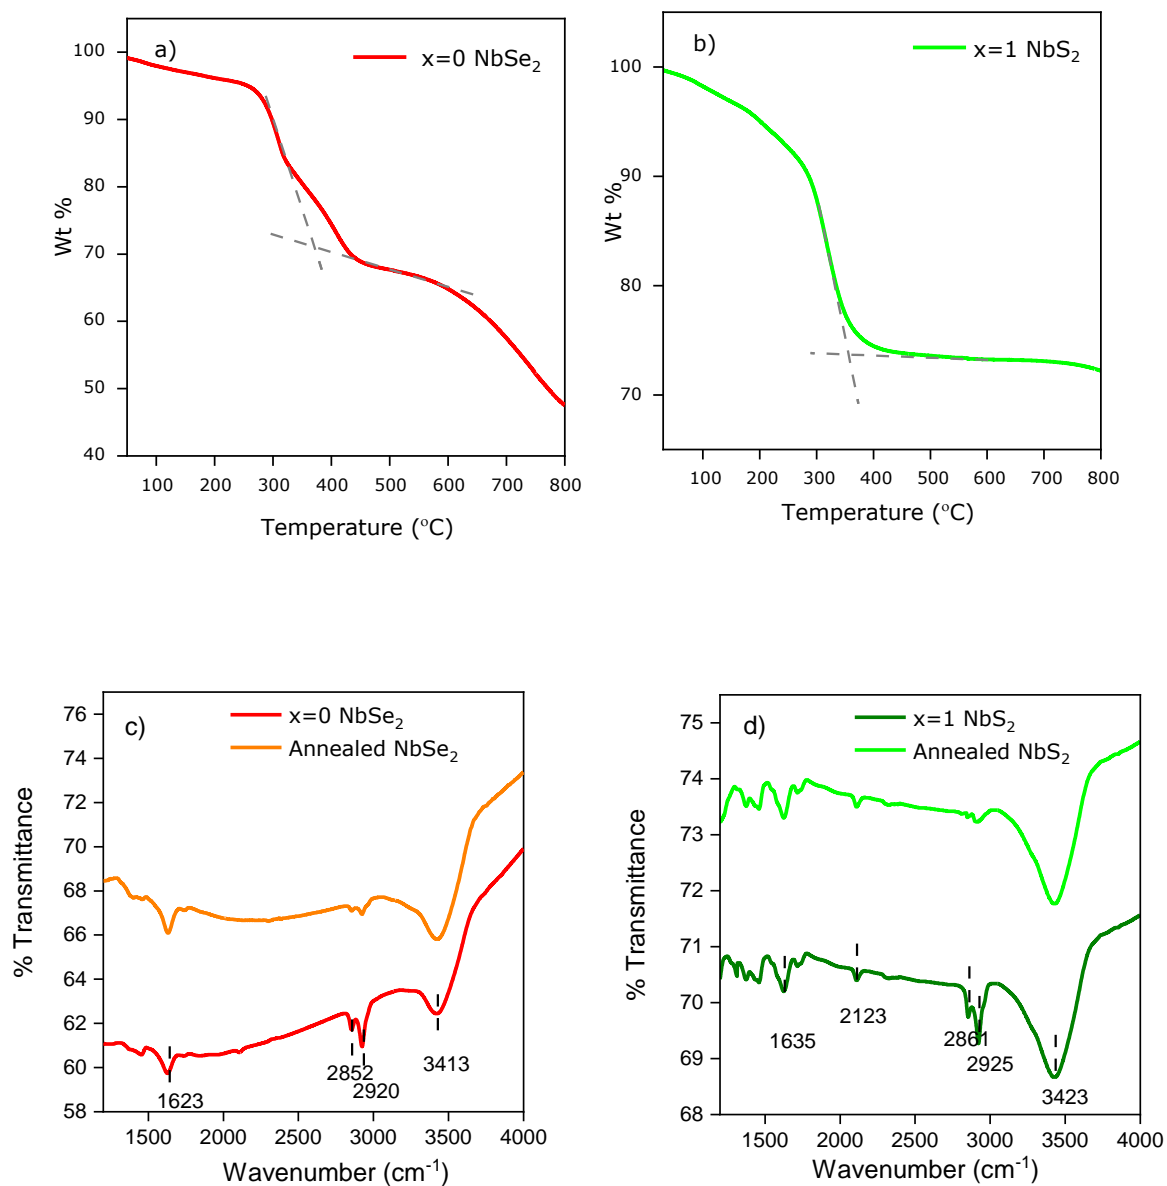 a)
x=0 NbSe₂
100
90
80
70
60
50
40
Wt %
100 200 300 400 500 600 700 800
Temperature (°C)
b)
x=1 NbS₂
100
90
80
70
Wt %
100 200 300 400 500 600 700 800
Temperature (°C)
c)
x=0 NbSe₂
Annealed NbSe₂
76
74
72
70
68
66
64
62
60
58
% Transmittance
1623
2852
2920
3413
1500 2000 2500 3000 3500 4000
Wavenumber (cm⁻¹)
d)
x=1 NbS₂
Annealed NbS₂
75
74
73
72
71
70
69
68
% Transmittance
1635
2123
2861
2925
3423
1500 2000 2500 3000 3500 4000
Wavenumber (cm⁻¹)